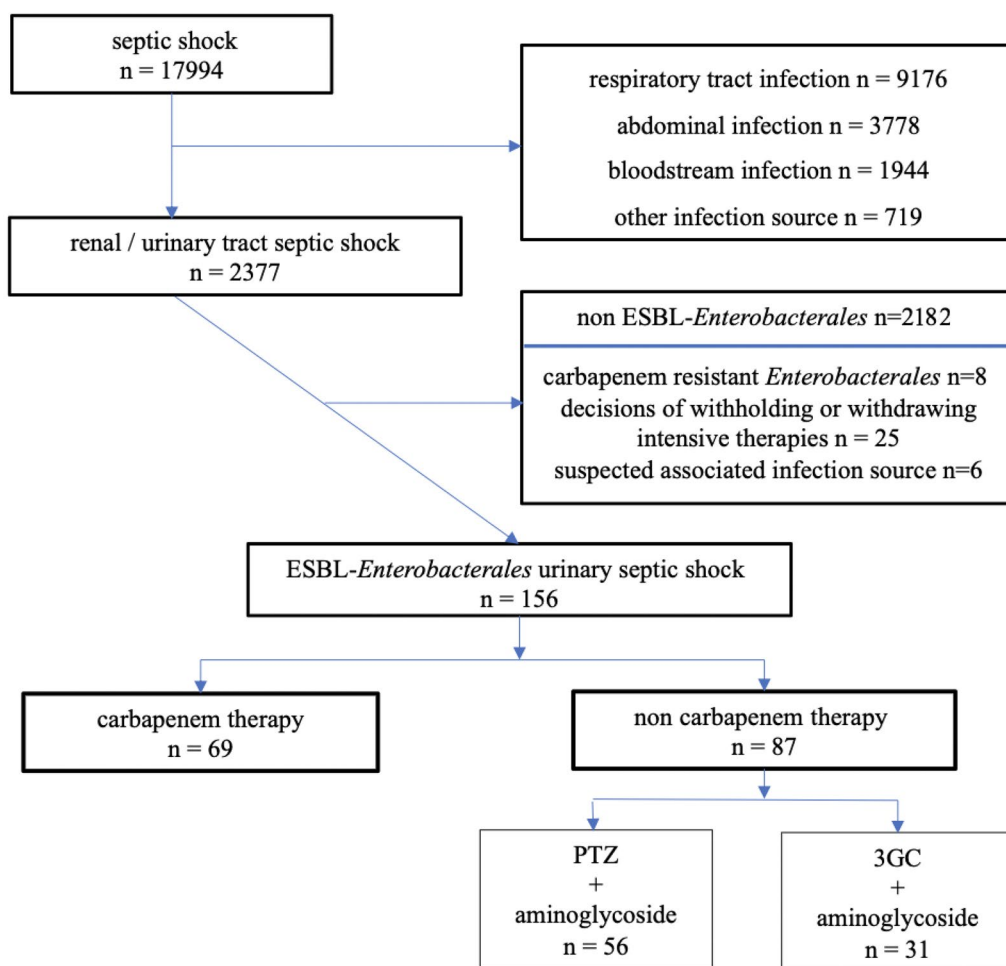 septic shock
n = 17994
respiratory tract infection n = 9176
abdominal infection n = 3778
bloodstream infection n = 1944
other infection source n = 719
renal / urinary tract septic shock
n = 2377
non ESBL-Enterobacterales n=2182
carbapenem resistant Enterobacterales n=8
decisions of withholding or withdrawing
intensive therapies n = 25
suspected associated infection source n=6
ESBL-Enterobacterales urinary septic shock
n = 156
carbapenem therapy
n = 69
non carbapenem therapy
n = 87
PTZ
+
aminoglycoside
n = 56
3GC
+
aminoglycoside
n = 31